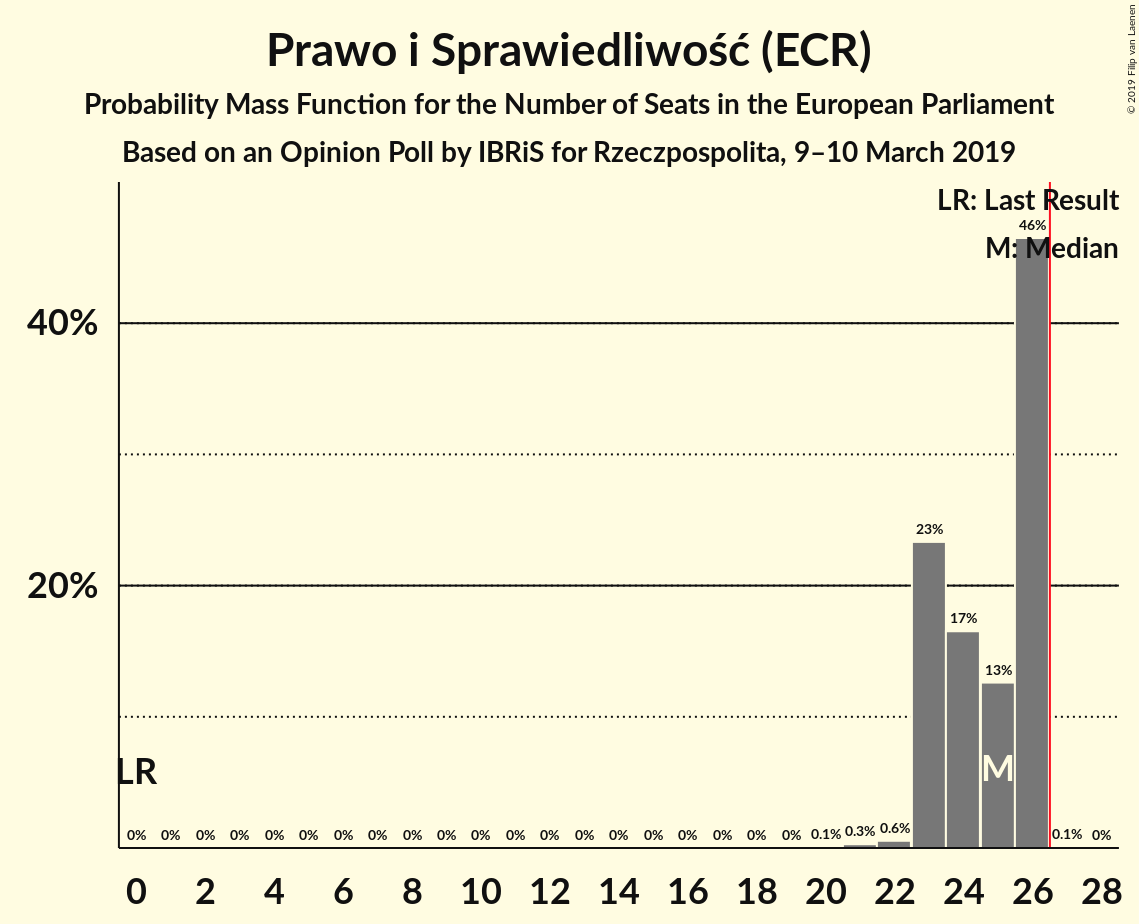 Prawo i Sprawiedliwość (ECR)
Probability Mass Function for the Number of Seats in the European Parliament
Based on an Opinion Poll by IBRiS for Rzeczpospolita, 9–10 March 2019
© 2019 Filip van Laenen
LR: Last Result
M: Median
46%
40%
23%
20%
17%
13%
LR
M
0% 0% 0% 0% 0% 0% 0% 0% 0% 0% 0% 0% 0% 0% 0% 0% 0% 0% 0% 0% 0.1% 0.3% 0.6% 0.1% 0%
0 2 4 6 8 10 12 14 16 18 20 22 24 26 28